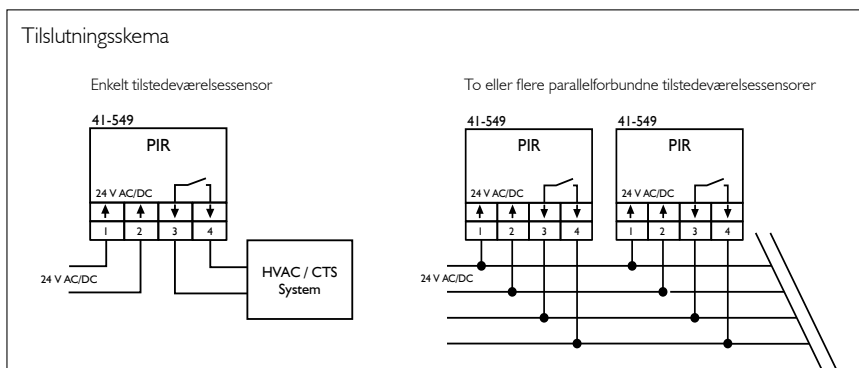 Tilslutningsskema
Enkelt tilstedeværelsessensor
41-549
PIR
24 V AC/DC
1 2 3 4
24 V AC/DC
HVAC / CTS
System
To eller flere parallelforbundne tilstedeværelsessensorer
41-549
PIR
24 V AC/DC
1 2 3 4
41-549
PIR
24 V AC/DC
1 2 3 4
24 V AC/DC